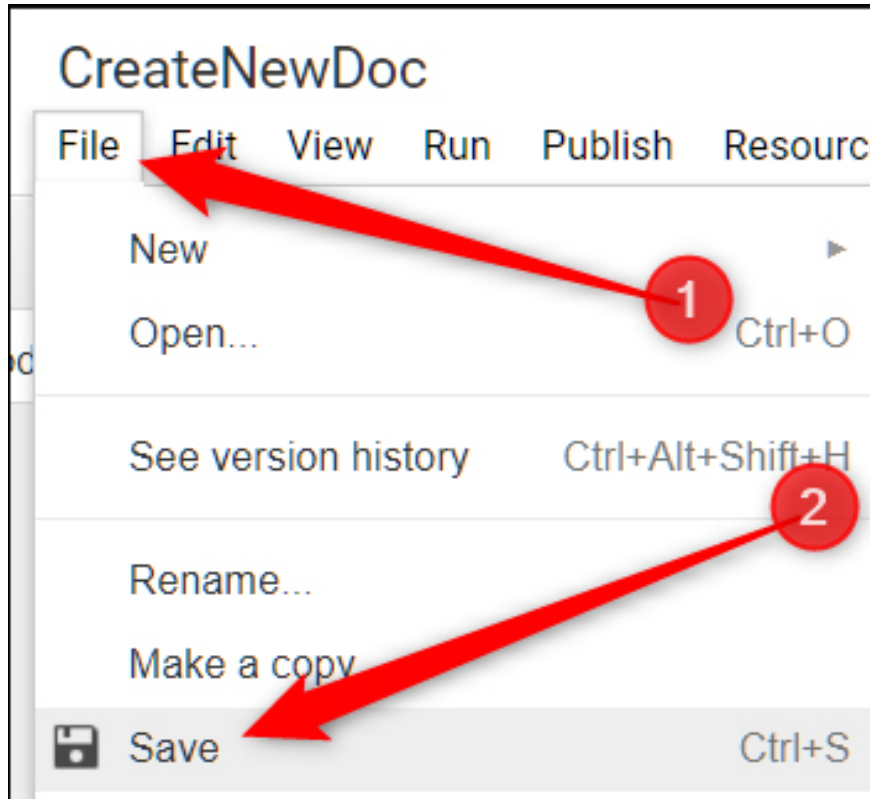 CreateNewDoc
File Edit View Run Publish Resourc
New
1
Open... Ctrl+O
See version history Ctrl+Alt+Shift+H
2
Rename...
Make a copy
Save Ctrl+S